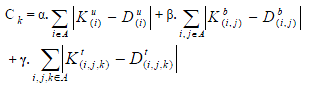 C_k = α. ∑_{i∈A} |K^u_{(i)} − D^u_{(i)}| + β. ∑_{i,j∈A} |K^b_{(i,j)} − D^b_{(i,j)}|
+ γ. ∑_{i,j,k∈A} |K^t_{(i,j,k)} − D^t_{(i,j,k)}|